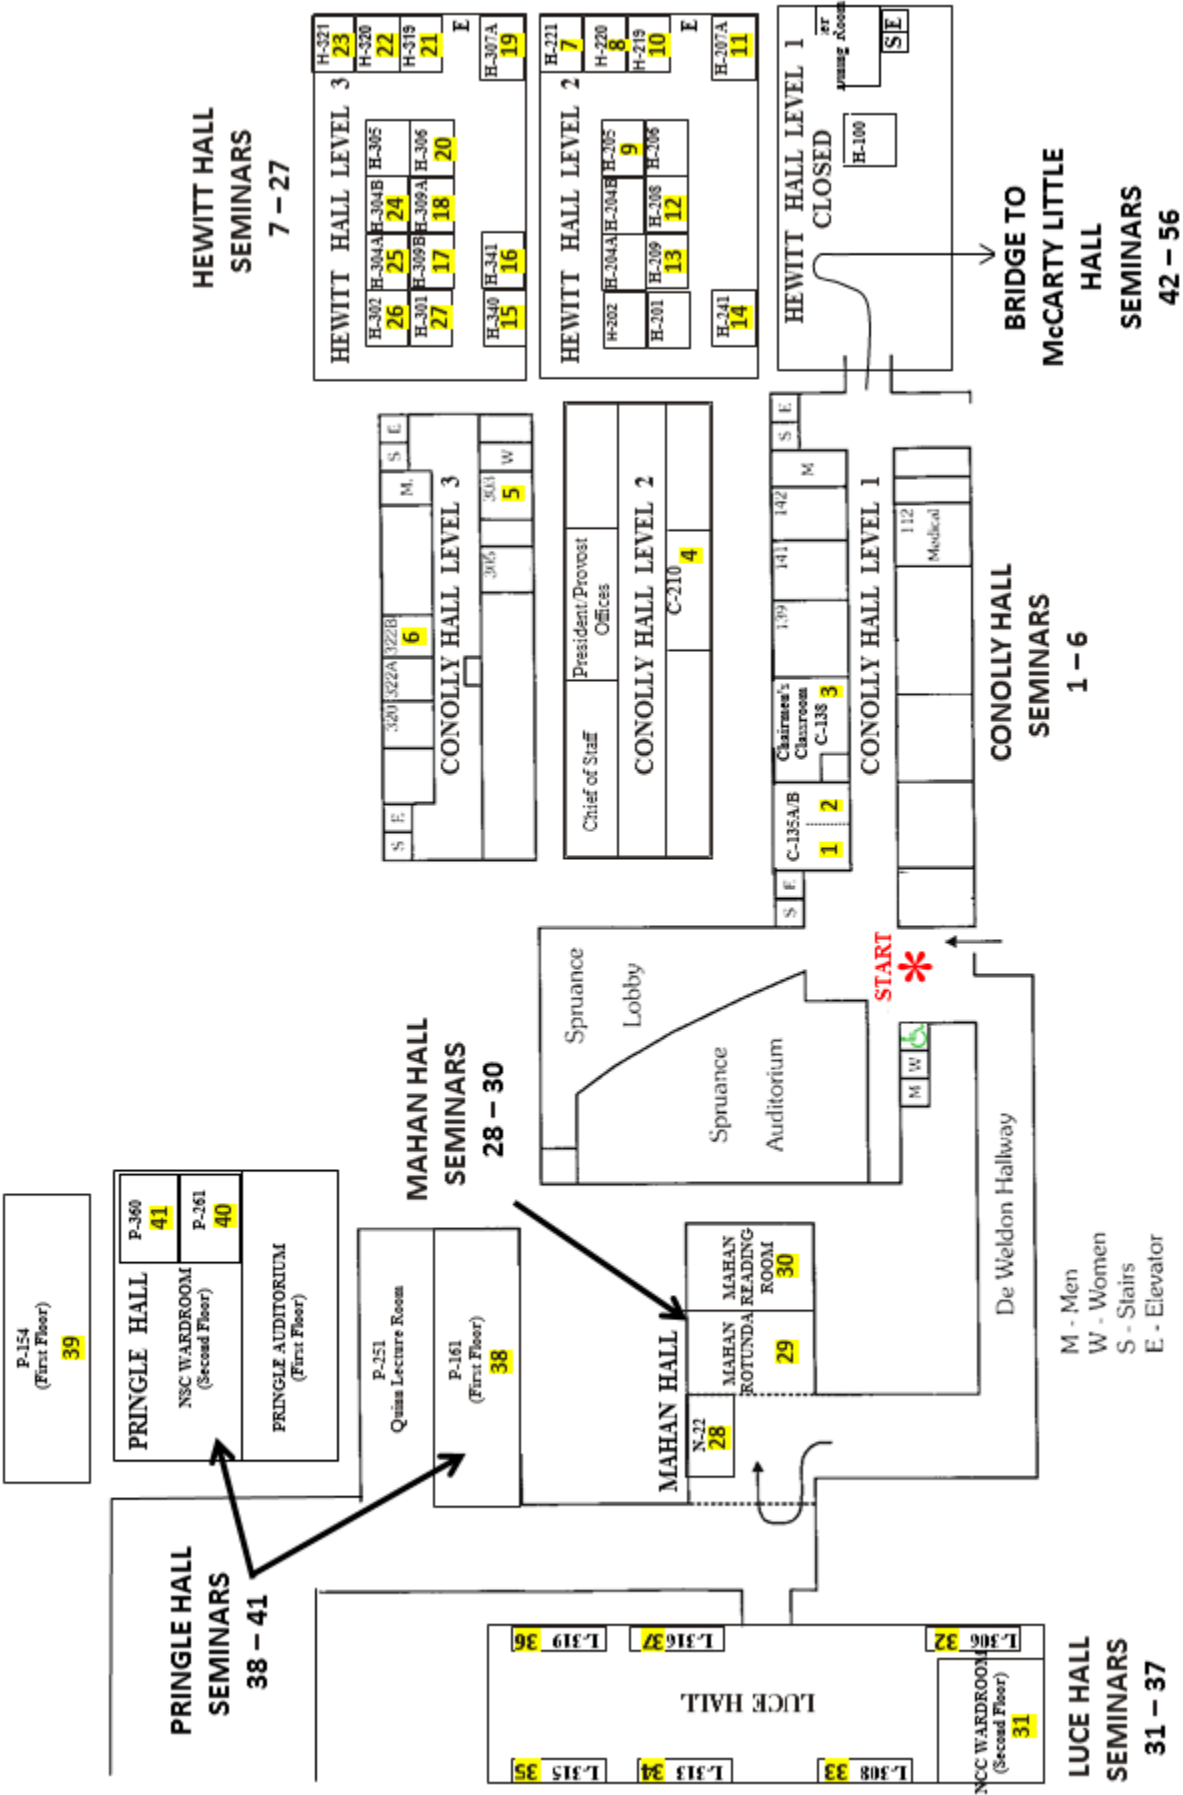 HEWITT HALL
SEMINARS
7 – 27
HEWITT HALL LEVEL 3
H-321
23
H-320
22
H-319
21
E
H-307A
19
H-305
H-306
20
H-304B
24
H-309A
18
H-304A
25
H-309B
17
H-341
16
H-302
26
H-301
27
H-340
15
HEWITT HALL LEVEL 2
H-221
7
H-220
8
H-219
10
E
H-207A
11
H-205
9
H-206
H-204B
H-208
12
H-204A
H-209
13
H-202
H-201
H-241
14
HEWITT HALL LEVEL 1
CLOSED
H-100
Room
S E
BRIDGE TO
McCARTY LITTLE
HALL
SEMINARS
42 – 56
CONOLLY HALL LEVEL 3
S E
M.
322B
6
322A
320
S E
W
303
5
305
CONOLLY HALL LEVEL 2
President/Provost
Offices
Chief of Staff
C-210
4
CONOLLY HALL LEVEL 1
S E
M
142
141
139
Chairmen's
Classroom
C-138
3
C-135A/B
1 2
S E
112
Medical
CONOLLY HALL
SEMINARS
1 – 6
START
*
Spruance
Lobby
Spruance
Auditorium
M W
De Weldon Hallway
MAHAN HALL
SEMINARS
28 – 30
MAHAN HALL
MAHAN
READING
ROOM
30
MAHAN
ROTUNDA
29
N-22
28
P-154
(First Floor)
39
PRINGLE HALL
P-360
41
P-261
40
NSC WARDROOM
(Second Floor)
PRINGLE AUDITORIUM
(First Floor)
P-251
Quinn Lecture Room
P-161
(First Floor)
38
PRINGLE HALL
SEMINARS
38 – 41
LUCE HALL
L-319
36
L-316
37
L-306
32
L-315
35
L-313
34
L-308
33
NCC WARDROOM
(Second Floor)
31
LUCE HALL
SEMINARS
31 – 37
M - Men
W - Women
S - Stairs
E - Elevator